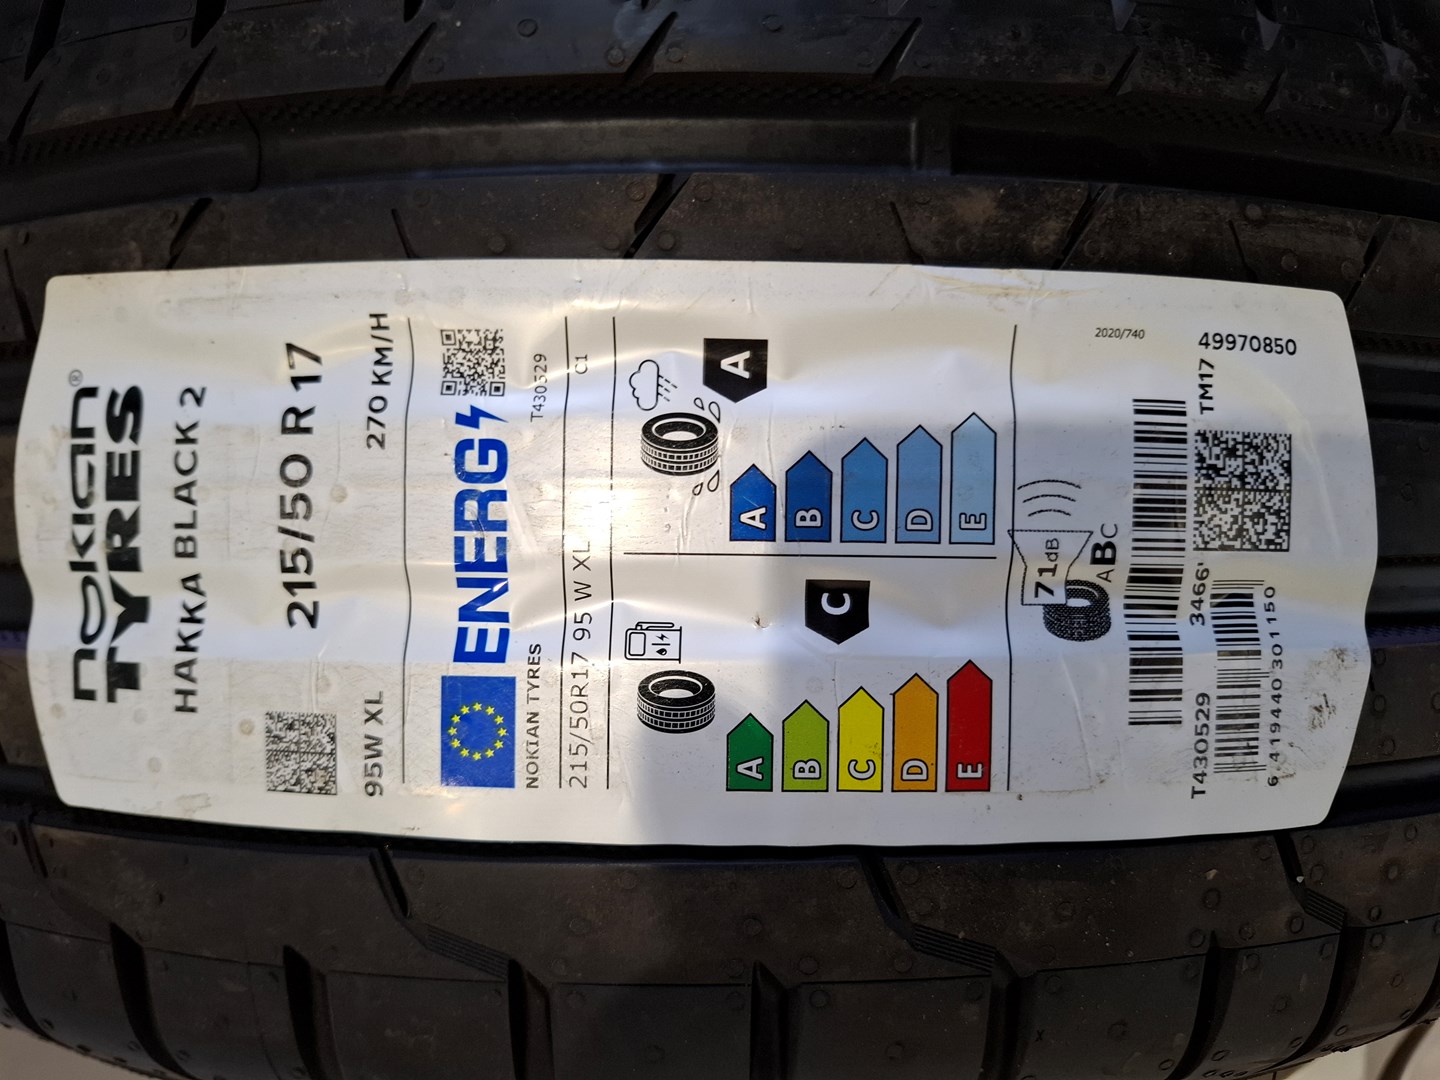 nokian®
TYRES
HAKKA BLACK 2
215/50 R 17
95W XL 270 KM/H
ENERG
NOKIAN TYRES T430529
215/50R17 95 W XL C1
A
B
C
D
E
C
A
B
C
D
E
A
71dB
ABC
2020/740
T430529 3466' TM17
49970850
6 419440 301150